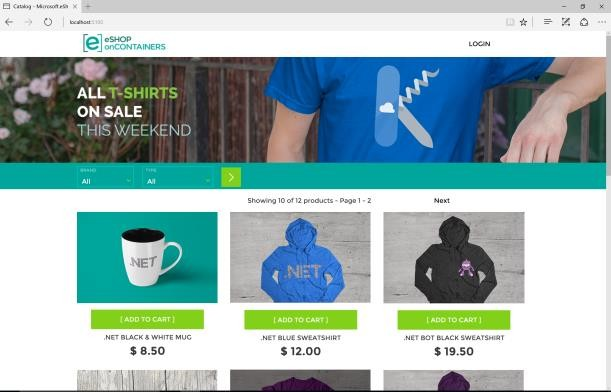 Catalog - Microsoft.eSh
localhost:5100
eSHOP
onCONTAINERS
LOGIN
ALL T-SHIRTS
ON SALE
THIS WEEKEND
BRAND
All
TYPE
All
Showing 10 of 12 products - Page 1 - 2
Next
.NET
.NET
[ ADD TO CART ]
[ ADD TO CART ]
[ ADD TO CART ]
.NET BLACK & WHITE MUG
.NET BLUE SWEATSHIRT
.NET BOT BLACK SWEATSHIRT
$ 8.50
$ 12.00
$ 19.50